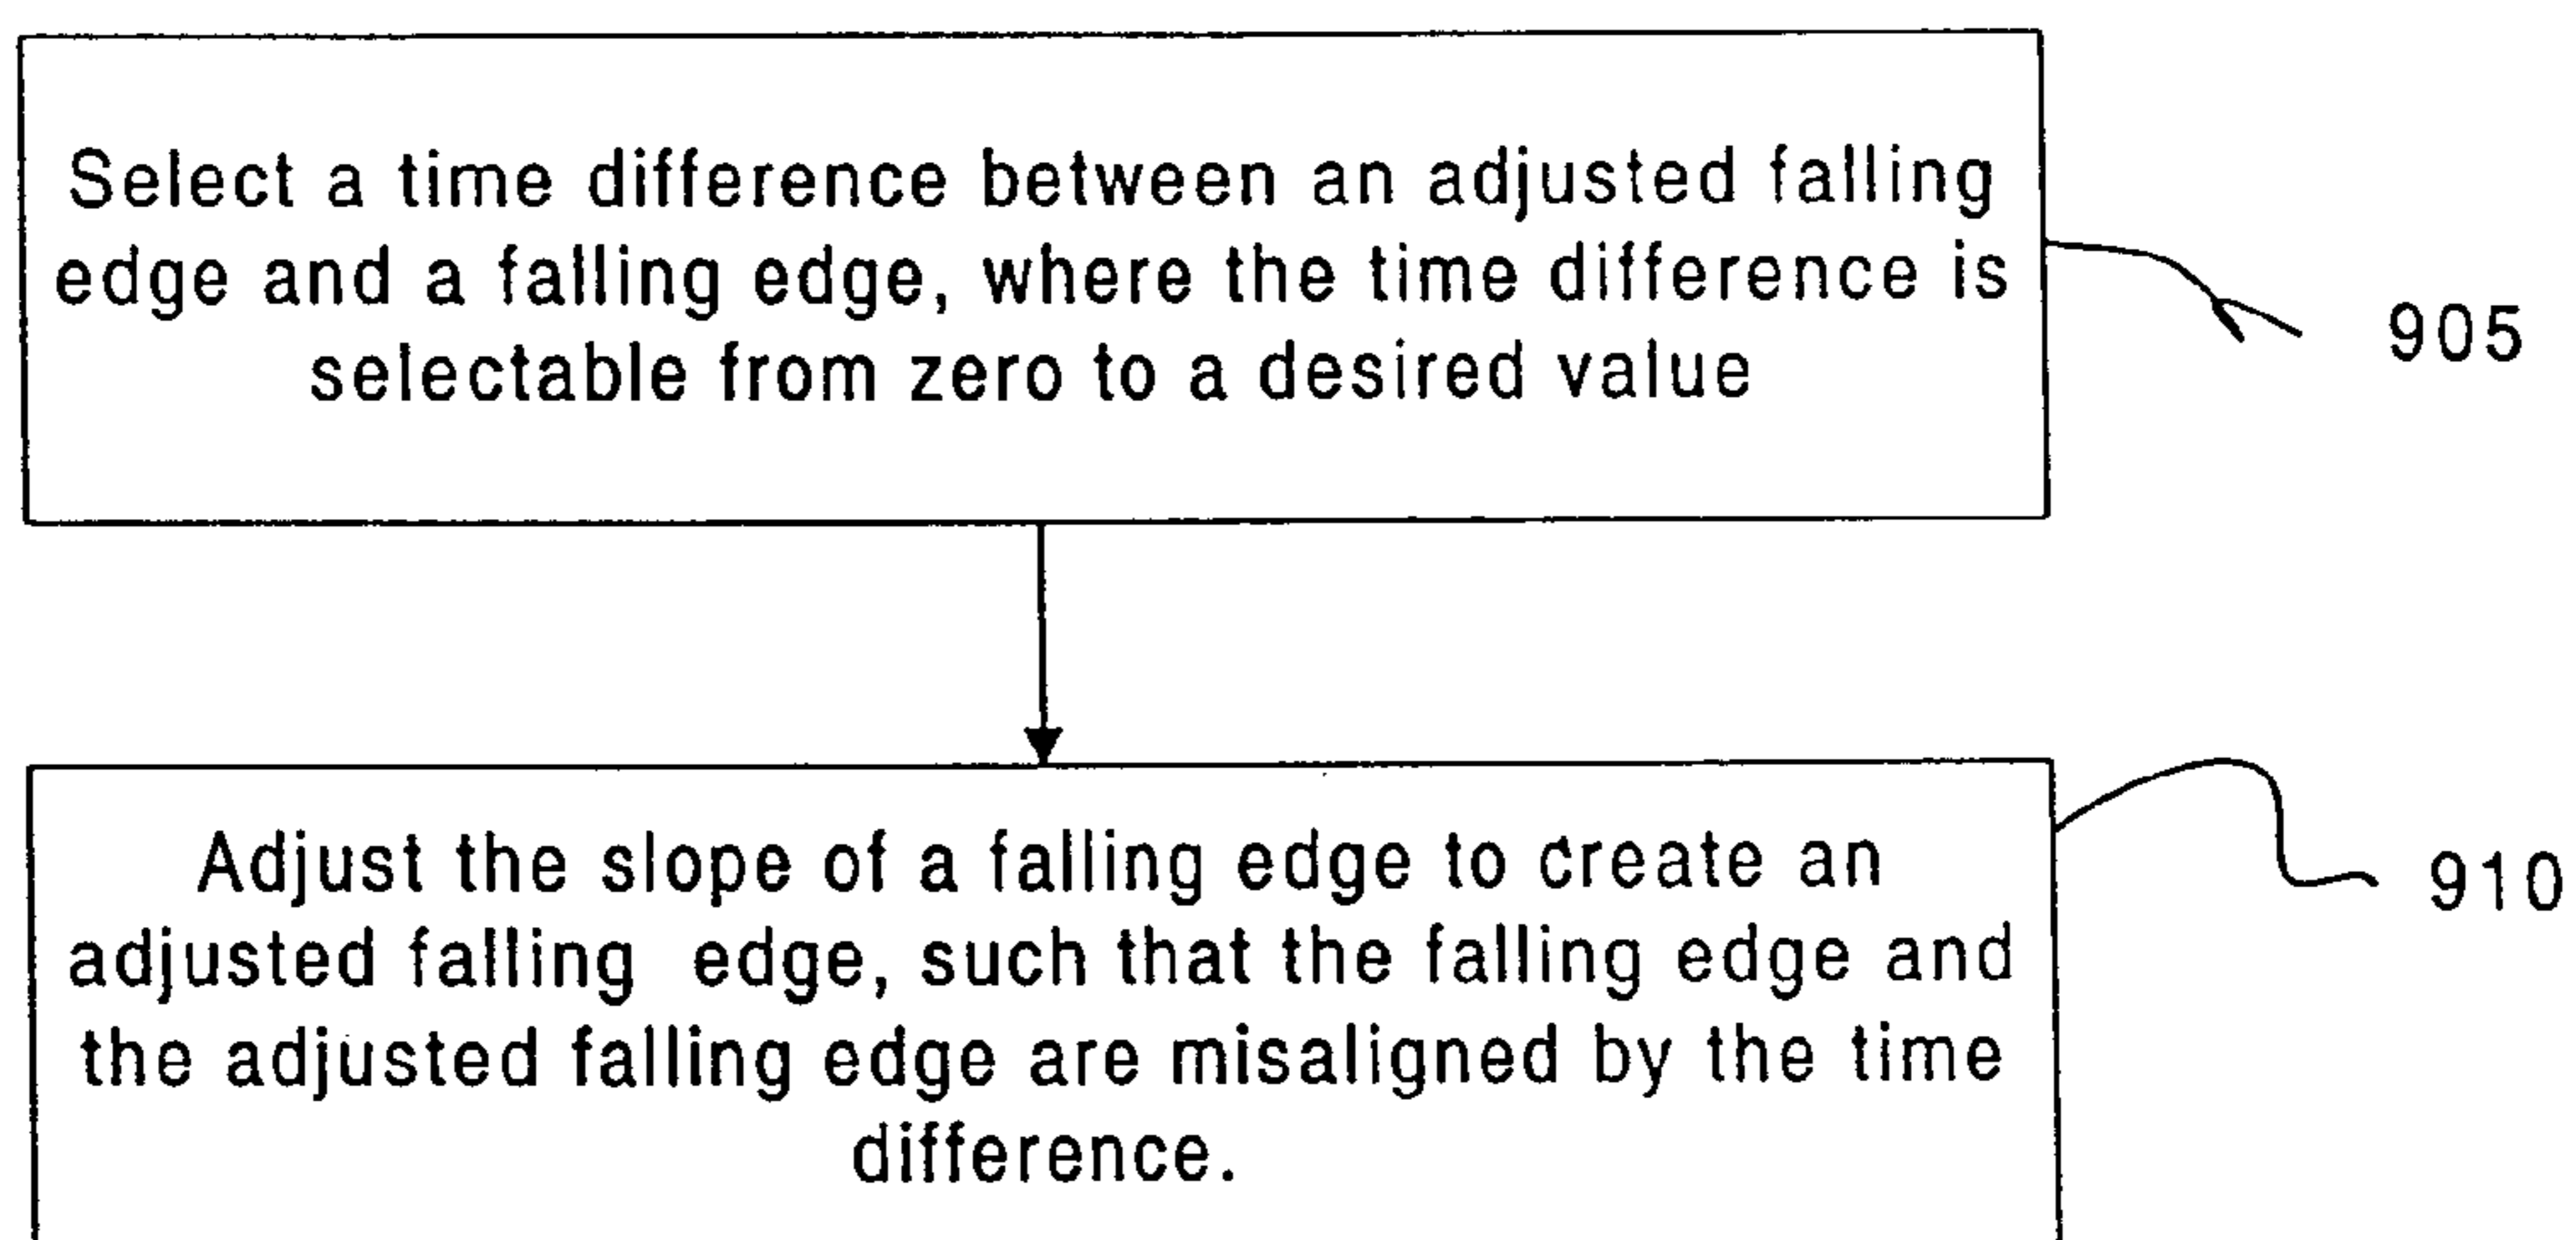 Select a time difference between an adjusted falling
edge and a falling edge, where the time difference is
selectable from zero to a desired value
905
Adjust the slope of a falling edge to create an
adjusted falling edge, such that the falling edge and
the adjusted falling edge are misaligned by the time
difference.
910